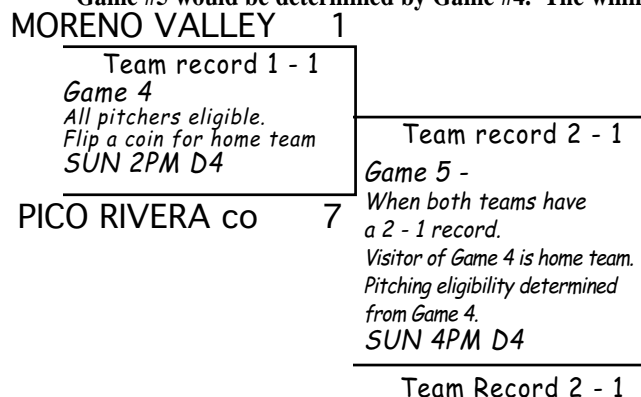 Game #5 would be determined by Game #4. The winn
MORENO VALLEY 1
Team record 1 - 1
Game 4
All pitchers eligible.
Flip a coin for home team
SUN 2PM D4
PICO RIVERA co 7
Team record 2 - 1
Game 5 -
When both teams have
a 2 - 1 record.
Visitor of Game 4 is home team.
Pitching eligibility determined
from Game 4.
SUN 4PM D4
Team Record 2 - 1